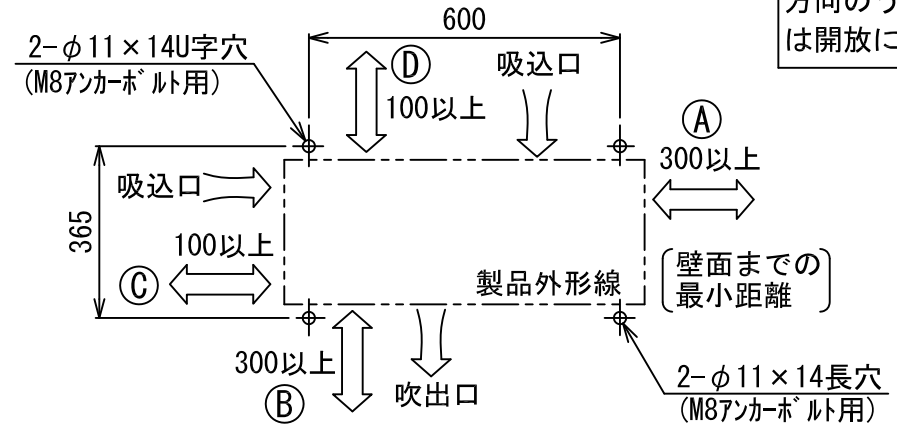 方向のう
は開放に
600
2-φ11×14U字穴
(M8アンカーボルト用)
Ⓓ
100以上
吸込口
Ⓐ
300以上
吸込口
365
100以上
Ⓒ
製品外形線
壁面までの
最小距離
300以上
Ⓑ
吹出口
2-φ11×14長穴
(M8アンカーボルト用)